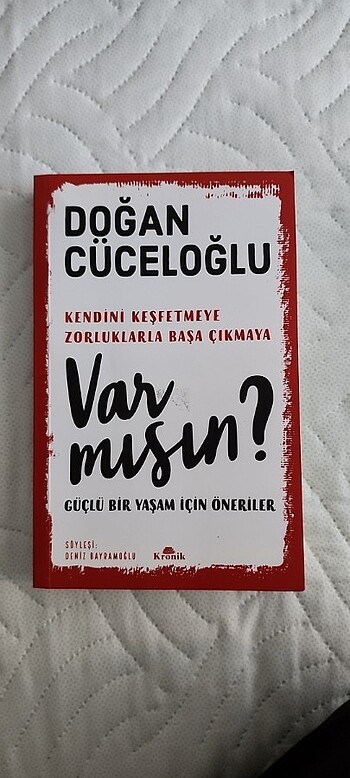 DOĞAN
CÜCELOĞLU
KENDİNİ KEŞFETMEYE
ZORLUKLARLA BAŞA ÇIKMAYA
Var
mısın?
GÜÇLÜ BİR YAŞAM İÇİN ÖNERİLER
SÖYLEŞİ:
DENİZ BAYRAMOĞLU
Kronik